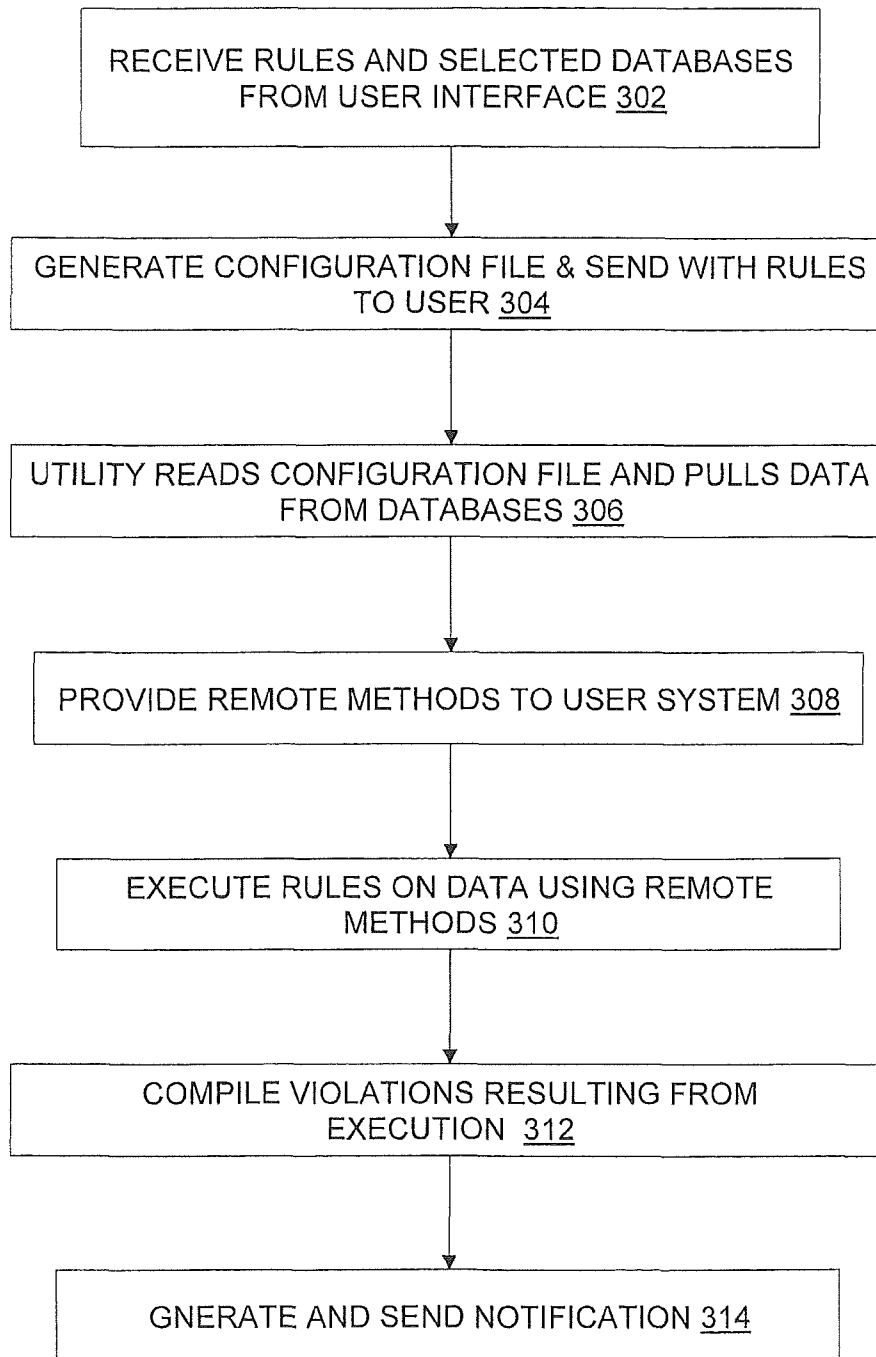 RECEIVE RULES AND SELECTED DATABASES
FROM USER INTERFACE 302
GENERATE CONFIGURATION FILE & SEND WITH RULES
TO USER 304
UTILITY READS CONFIGURATION FILE AND PULLS DATA
FROM DATABASES 306
PROVIDE REMOTE METHODS TO USER SYSTEM 308
EXECUTE RULES ON DATA USING REMOTE
METHODS 310
COMPILE VIOLATIONS RESULTING FROM
EXECUTION 312
GNERATE AND SEND NOTIFICATION 314